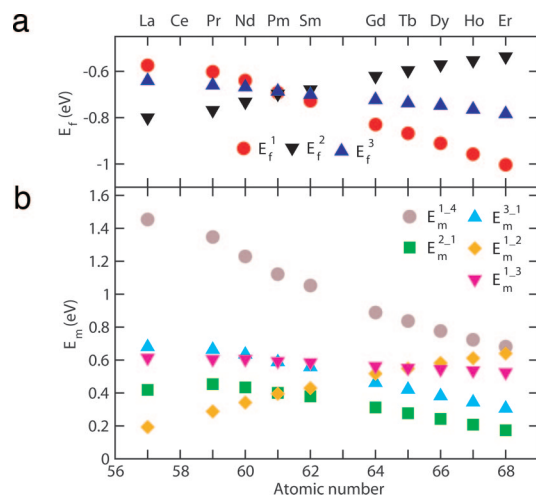 a
La Ce Pr Nd Pm Sm Gd Tb Dy Ho Er
-0.6
-0.8
-1
E_f (eV)
E_f^1 E_f^2 E_f^3
b
1.6
1.4
1.2
1
0.8
0.6
0.4
0.2
0
E_m (eV)
E_m^{1_4} E_m^{3_1}
E_m^{2_1} E_m^{1_2}
E_m^{1_3}
56 58 60 62 64 66 68
Atomic number